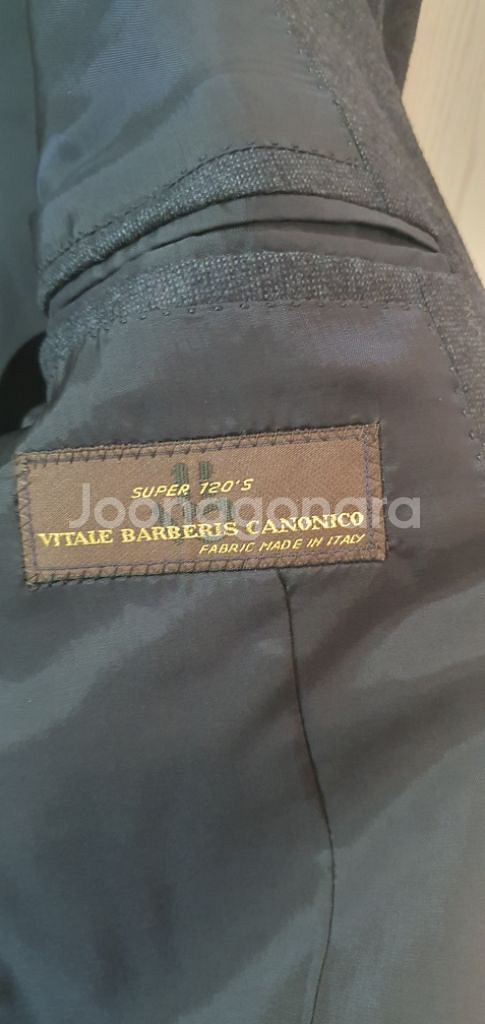 SUPER 120'S
Joonggonara
VITALE BARBERIS CANONICO
FABRIC MADE IN ITALY